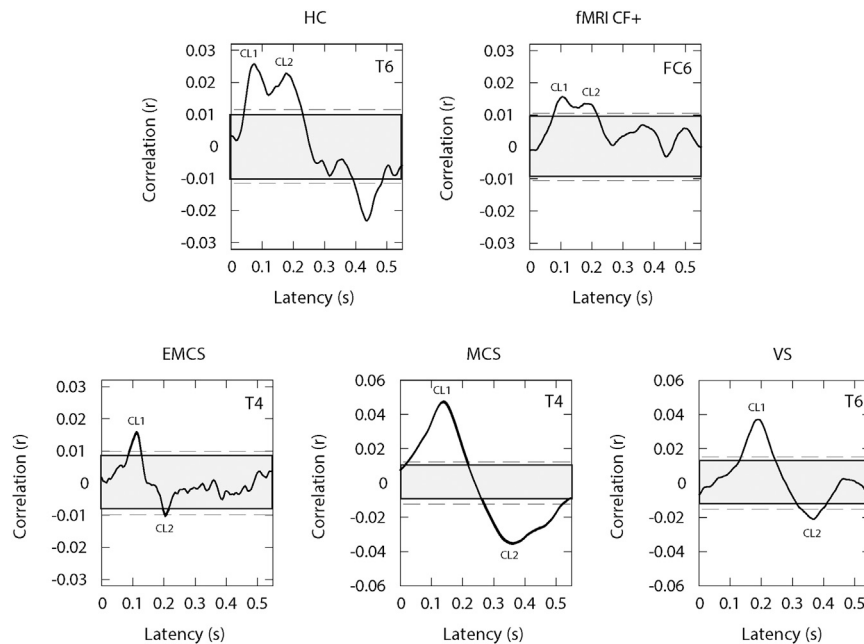 HC
fMRI CF+
0.03
0.02
0.01
0
-0.01
-0.02
-0.03
Correlation (r)
CL1
CL2
T6
0 0.1 0.2 0.3 0.4 0.5
Latency (s)
0.03
0.02
0.01
0
-0.01
-0.02
-0.03
Correlation (r)
CL1
CL2
FC6
0 0.1 0.2 0.3 0.4 0.5
Latency (s)
EMCS
MCS
VS
0.03
0.02
0.01
0
-0.01
-0.02
-0.03
Correlation (r)
CL1
CL2
T4
0 0.1 0.2 0.3 0.4 0.5
Latency (s)
0.06
0.04
0.02
0
-0.02
-0.04
-0.06
Correlation (r)
CL1
CL2
T4
0 0.1 0.2 0.3 0.4 0.5
Latency (s)
0.06
0.04
0.02
0
-0.02
-0.04
-0.06
Correlation (r)
CL1
CL2
T6
0 0.1 0.2 0.3 0.4 0.5
Latency (s)